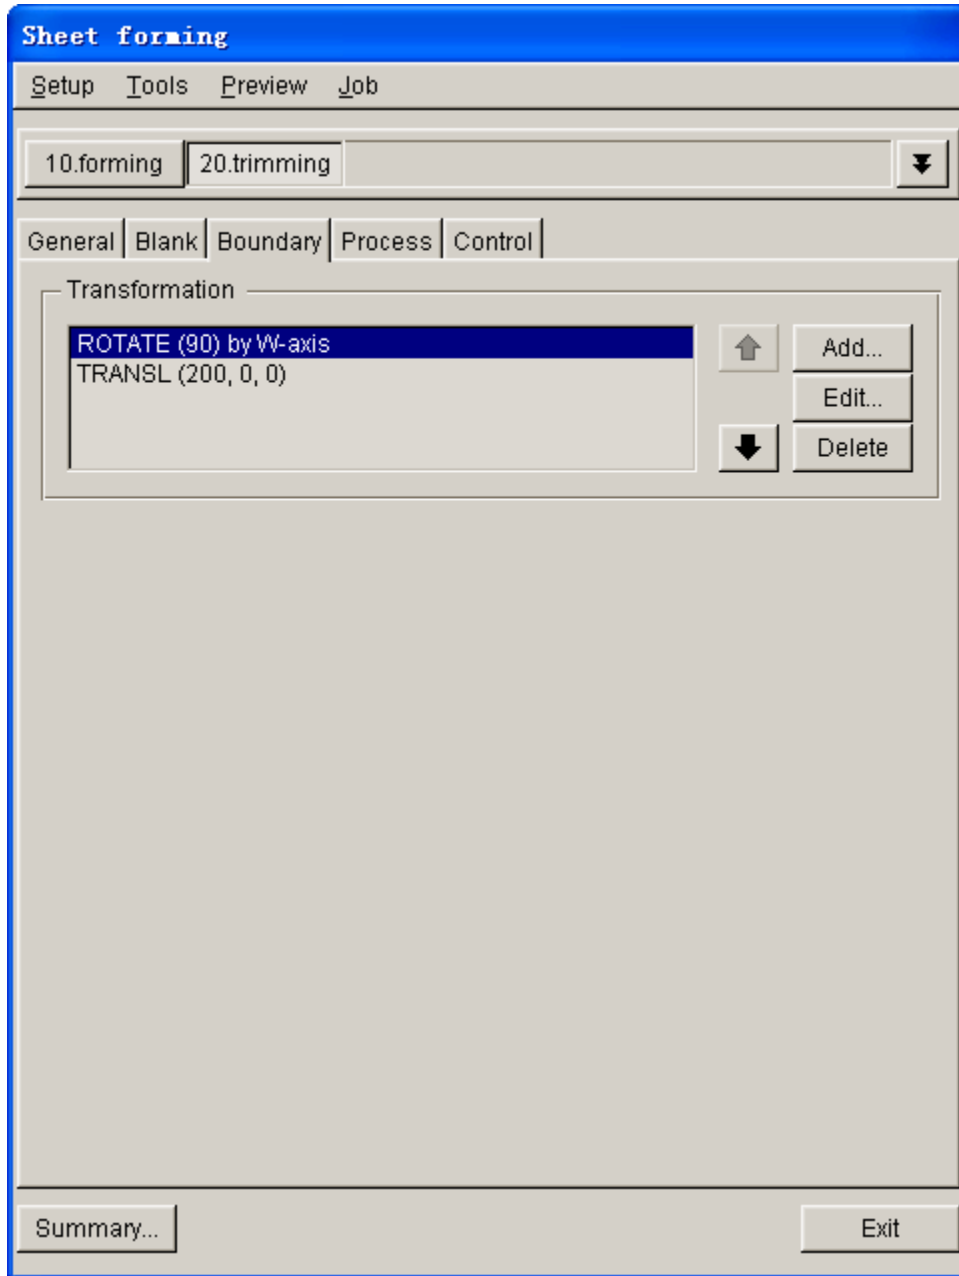 Sheet forming
Setup Tools Preview Job
10.forming 20.trimming
General Blank Boundary Process Control
Transformation
ROTATE (90) by W-axis
TRANSL (200, 0, 0)
Add...
Edit...
Delete
Summary... Exit